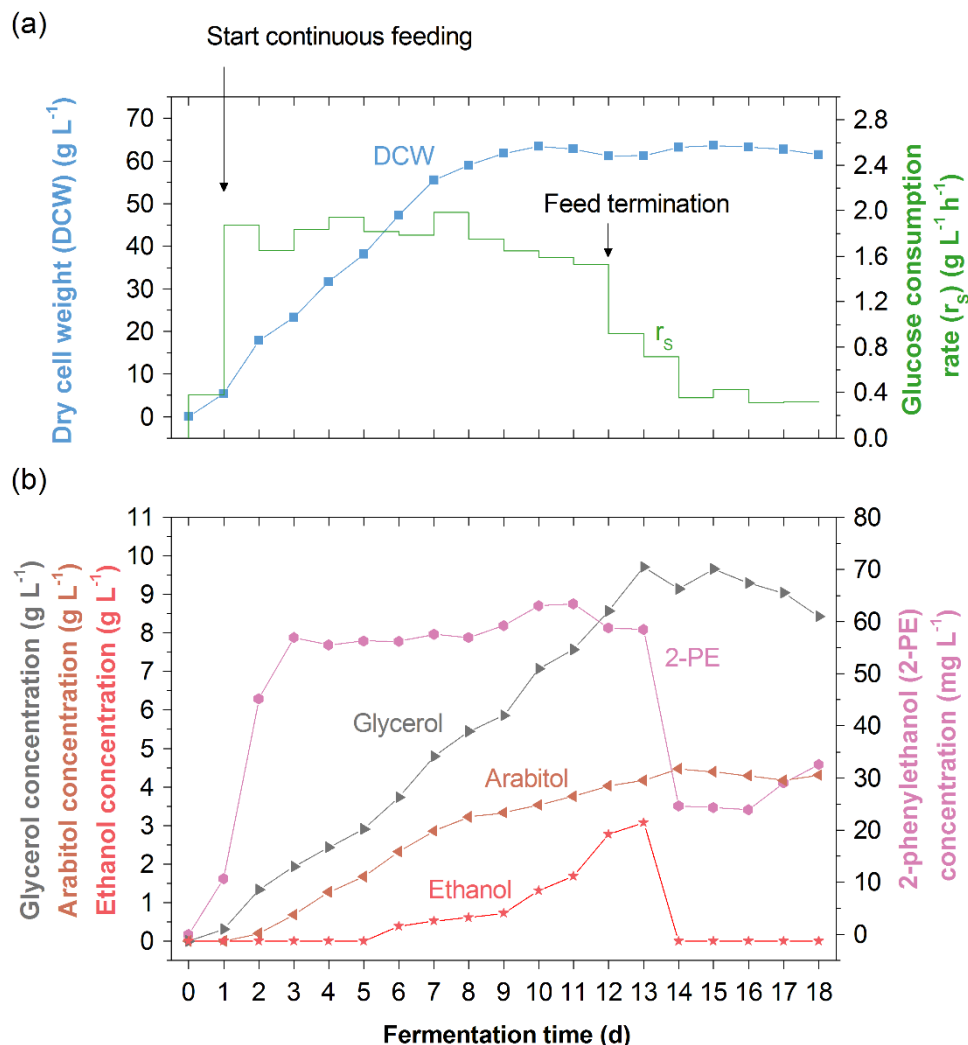 (a)
Start continuous feeding
Dry cell weight (DCW) (g L⁻¹)
70
60
50
40
30
20
10
0
DCW
Feed termination
r_S
2.8
2.4
2.0
1.6
1.2
0.8
0.4
0.0
Glucose consumption
rate (r_S) (g L⁻¹ h⁻¹)
(b)
Glycerol concentration (g L⁻¹)
Arabitol concentration (g L⁻¹)
Ethanol concentration (g L⁻¹)
11
10
9
8
7
6
5
4
3
2
1
0
2-PE
Glycerol
Arabitol
Ethanol
80
70
60
50
40
30
20
10
0
2-phenylethanol (2-PE)
concentration (mg L⁻¹)
0 1 2 3 4 5 6 7 8 9 10 11 12 13 14 15 16 17 18
Fermentation time (d)